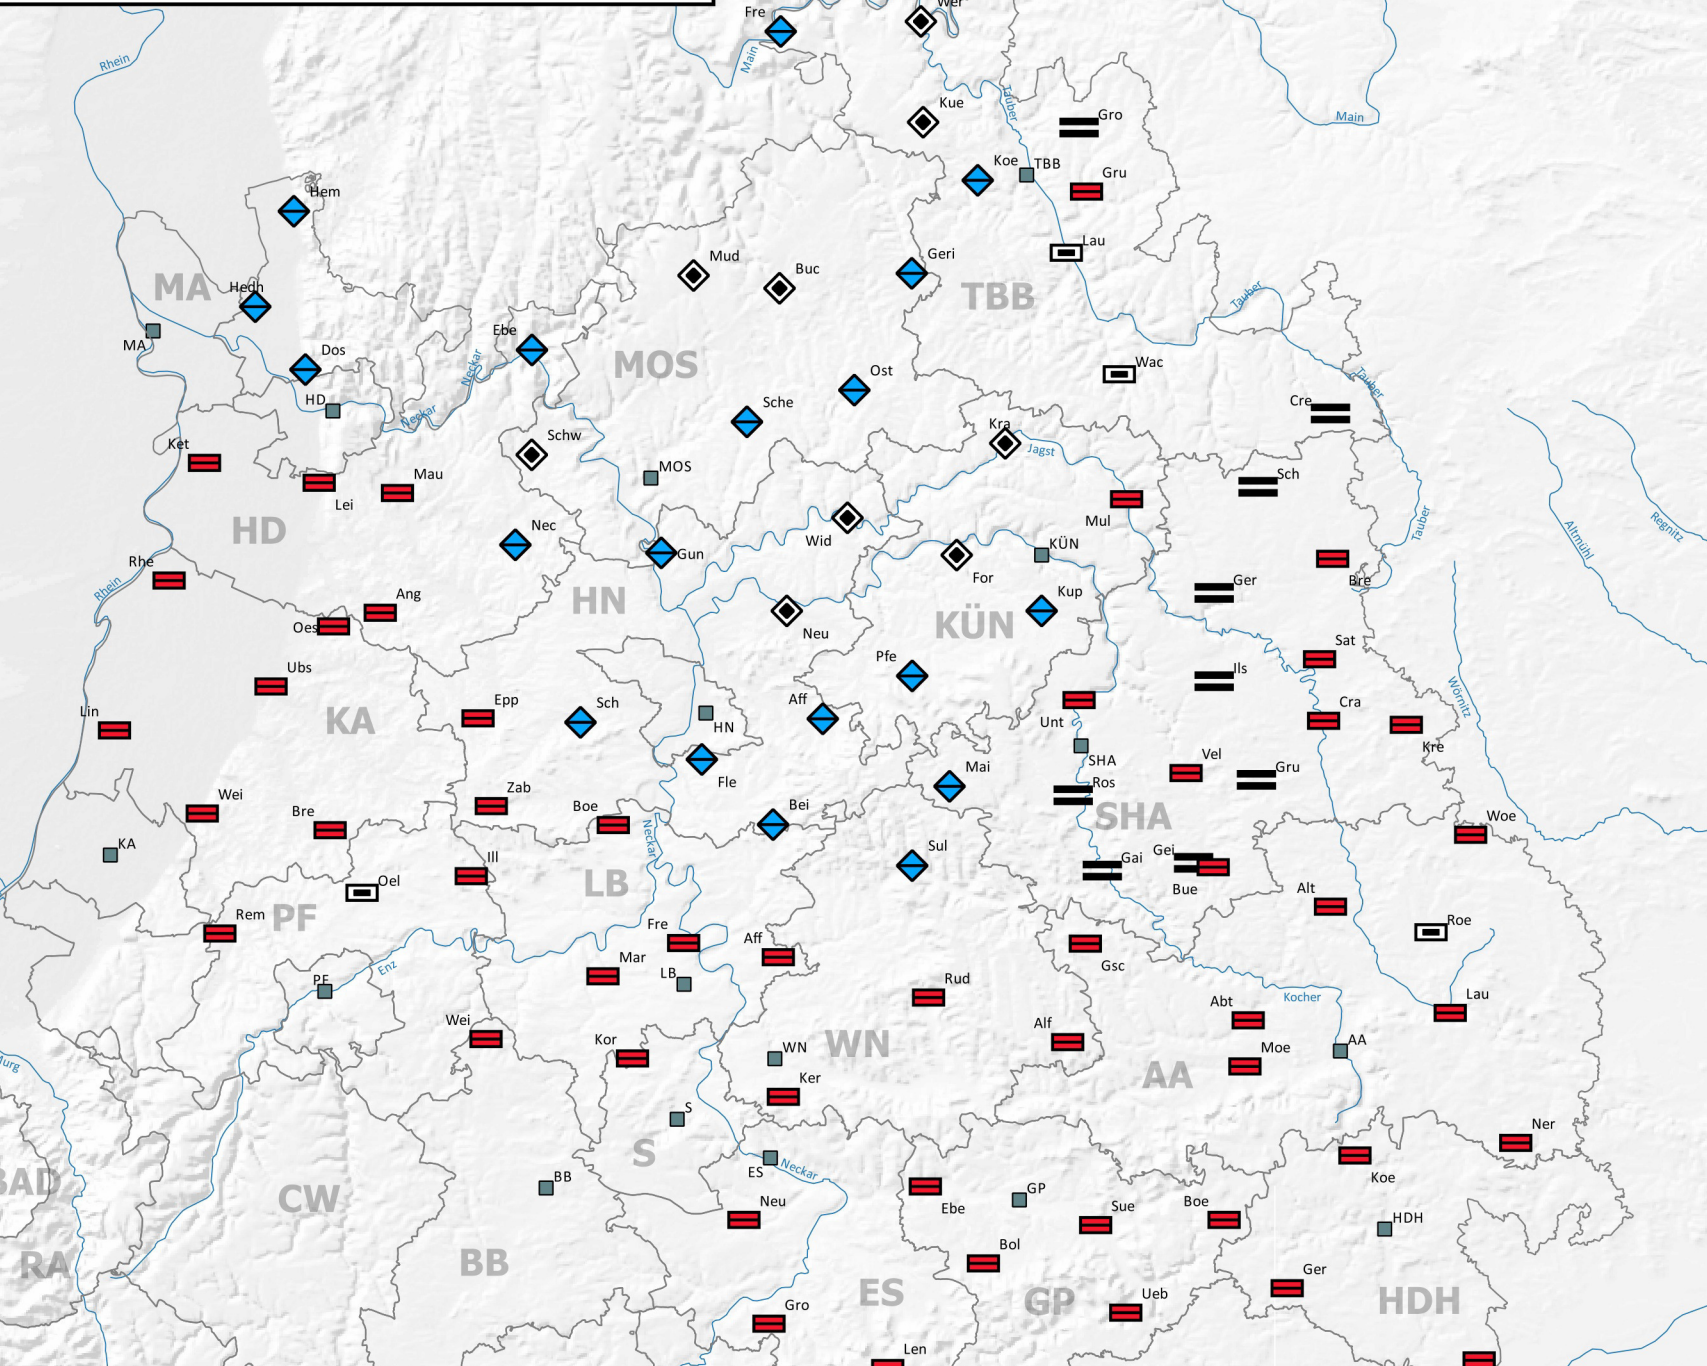 Fre
Wer
Rhein
Main
Tauber
Kue
Gro
Main
Koe
TBB
Gru
Hem
Lau
Mud
Buc
Geri
MA
Hedh
TBB
Tauber
MA
Ebe
Dos
Neckar
MOS
Wac
Ost
Tauber
HD
Sche
Cre
Neckar
Ket
Schw
Kra
Jagst
MOS
Mau
Sch
Lei
HD
Nec
Mul
Wid
Tauber
Altmühl
Regnitz
Rhe
Gun
KÜN
For
Bre
Rhein
Ang
HN
Ger
Kup
Oes
Neu
KÜN
Ubs
Pfe
Sat
Ils
Lin
KA
Epp
Sch
Aff
Wörnitz
HN
Unt
Cra
Kre
SHA
Vel
Mai
Fle
Gru
Ros
Wei
Bre
Zab
Boe
Bei
SHA
Woe
KA
Neckar
Sul
Ill
Gai
Gei
Oel
LB
Bue
Alt
Rem
PF
Fre
Aff
Roe
Mar
Gsc
Enz
LB
PF
Rud
Kocher
Lau
Abt
Wei
Alf
Kor
WN
WN
Moe
AA
AA
Murg
Ker
S
Ner
S
ES
Neckar
Koe
BAD
BB
CW
GP
Neu
Ebe
Sue
Boe
HDH
Bol
RA
BB
Ger
ES
GP
Ueb
HDH
Gro
Len